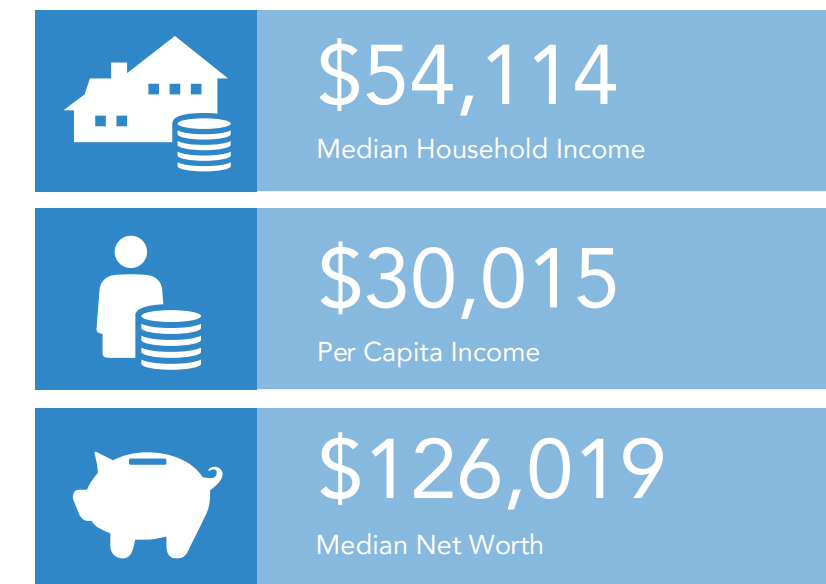 $54,114
Median Household Income
$30,015
Per Capita Income
$126,019
Median Net Worth